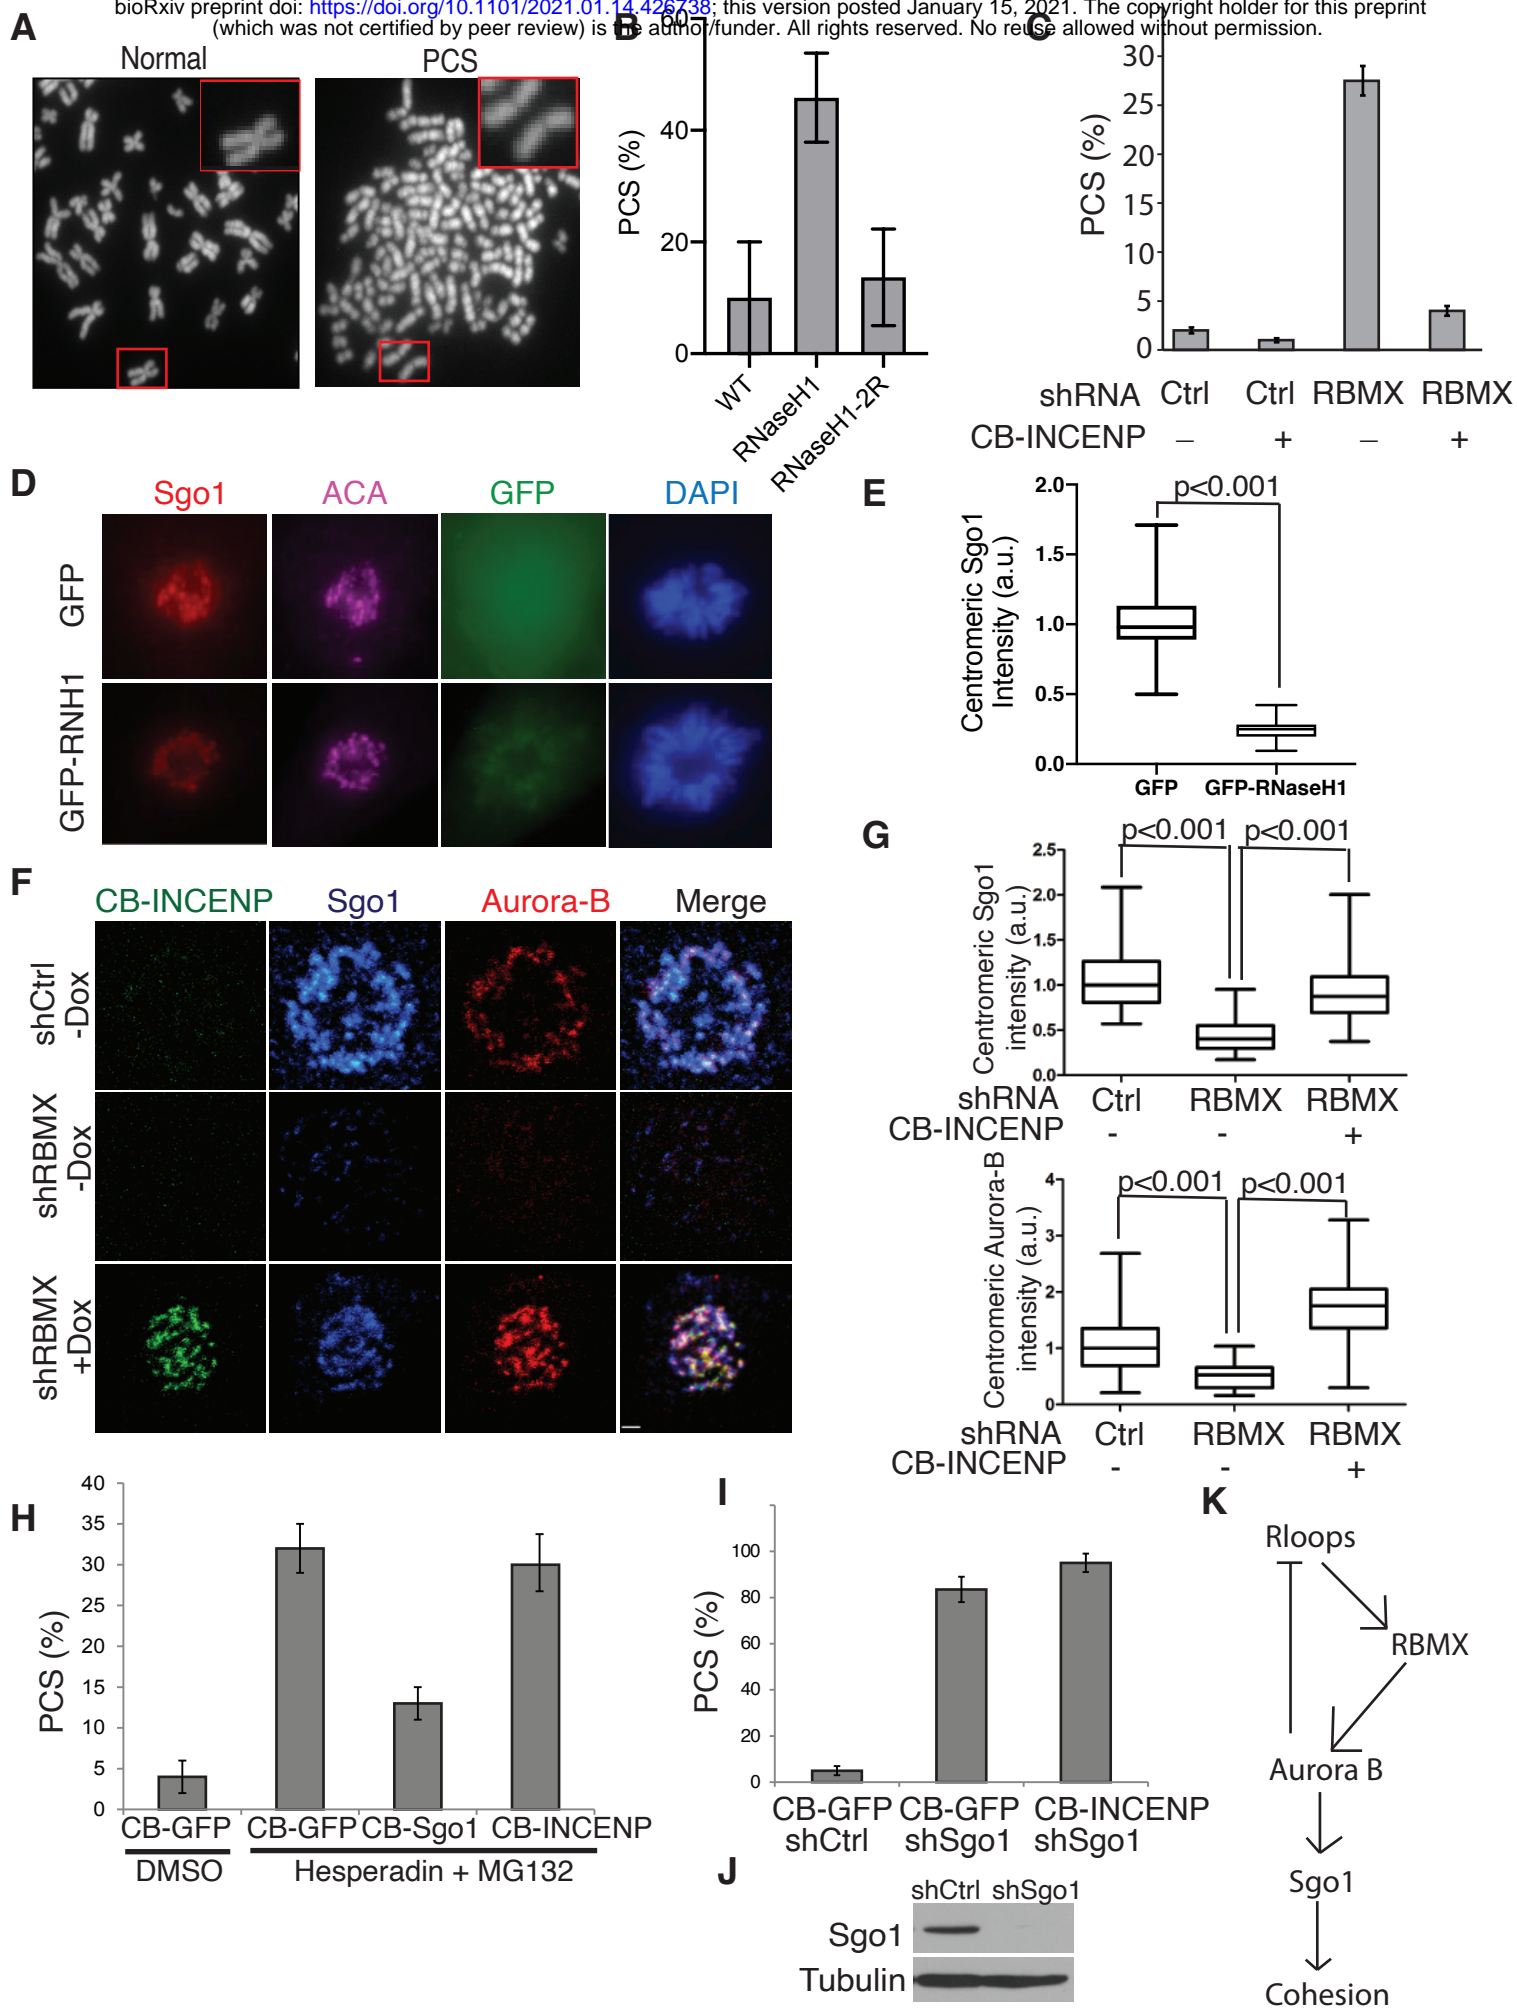 bioRxiv preprint doi: https://doi.org/10.1101/2021.01.14.426738; this version posted January 15, 2021. The copyright holder for this preprint
(which was not certified by peer review) is the author/funder. All rights reserved. No reuse allowed without permission.
A
Normal
PCS
B
PCS (%)
60
40
20
0
WT
RNaseH1
RNaseH1-2R
C
PCS (%)
30
25
20
15
10
5
0
shRNA Ctrl Ctrl RBMX RBMX
CB-INCENP – + – +
D
Sgo1 ACA GFP DAPI
GFP
GFP-RNH1
E
Centromeric Sgo1
Intensity (a.u.)
2.0
1.5
1.0
0.5
0.0
p<0.001
GFP GFP-RNaseH1
F
CB-INCENP Sgo1 Aurora-B Merge
shCtrl
-Dox
shRBMX
-Dox
shRBMX
+Dox
G
p<0.001 p<0.001
Centromeric Sgo1
intensity (a.u.)
2.5
2.0
1.5
1.0
0.5
0.0
shRNA Ctrl RBMX RBMX
CB-INCENP - - +
p<0.001 p<0.001
Centromeric Aurora-B
intensity (a.u.)
4
3
2
1
0
shRNA Ctrl RBMX RBMX
CB-INCENP - - +
H
PCS (%)
40
35
30
25
20
15
10
5
0
CB-GFP CB-GFP CB-Sgo1 CB-INCENP
DMSO Hesperadin + MG132
I
PCS (%)
100
80
60
40
20
0
CB-GFP CB-GFP CB-INCENP
shCtrl shSgo1 shSgo1
J
shCtrl shSgo1
Sgo1
Tubulin
K
Rloops
RBMX
Aurora B
Sgo1
Cohesion